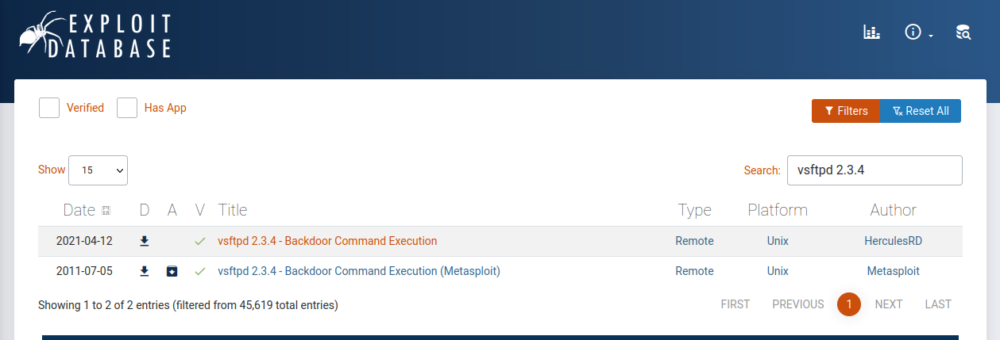 EXPLOIT
DATABASE
Verified Has App Filters Reset All
Show 15 Search: vsftpd 2.3.4
Date D A V Title Type Platform Author
2021-04-12 vsftpd 2.3.4 - Backdoor Command Execution Remote Unix HerculesRD
2011-07-05 vsftpd 2.3.4 - Backdoor Command Execution (Metasploit) Remote Unix Metasploit
Showing 1 to 2 of 2 entries (filtered from 45,619 total entries) FIRST PREVIOUS 1 NEXT LAST